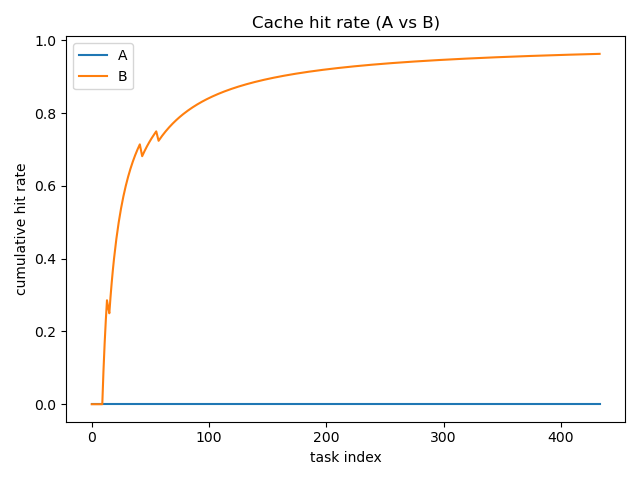 Cache hit rate (A vs B)
A
B
cumulative hit rate
1.0
0.8
0.6
0.4
0.2
0.0
0
100
200
300
400
task index